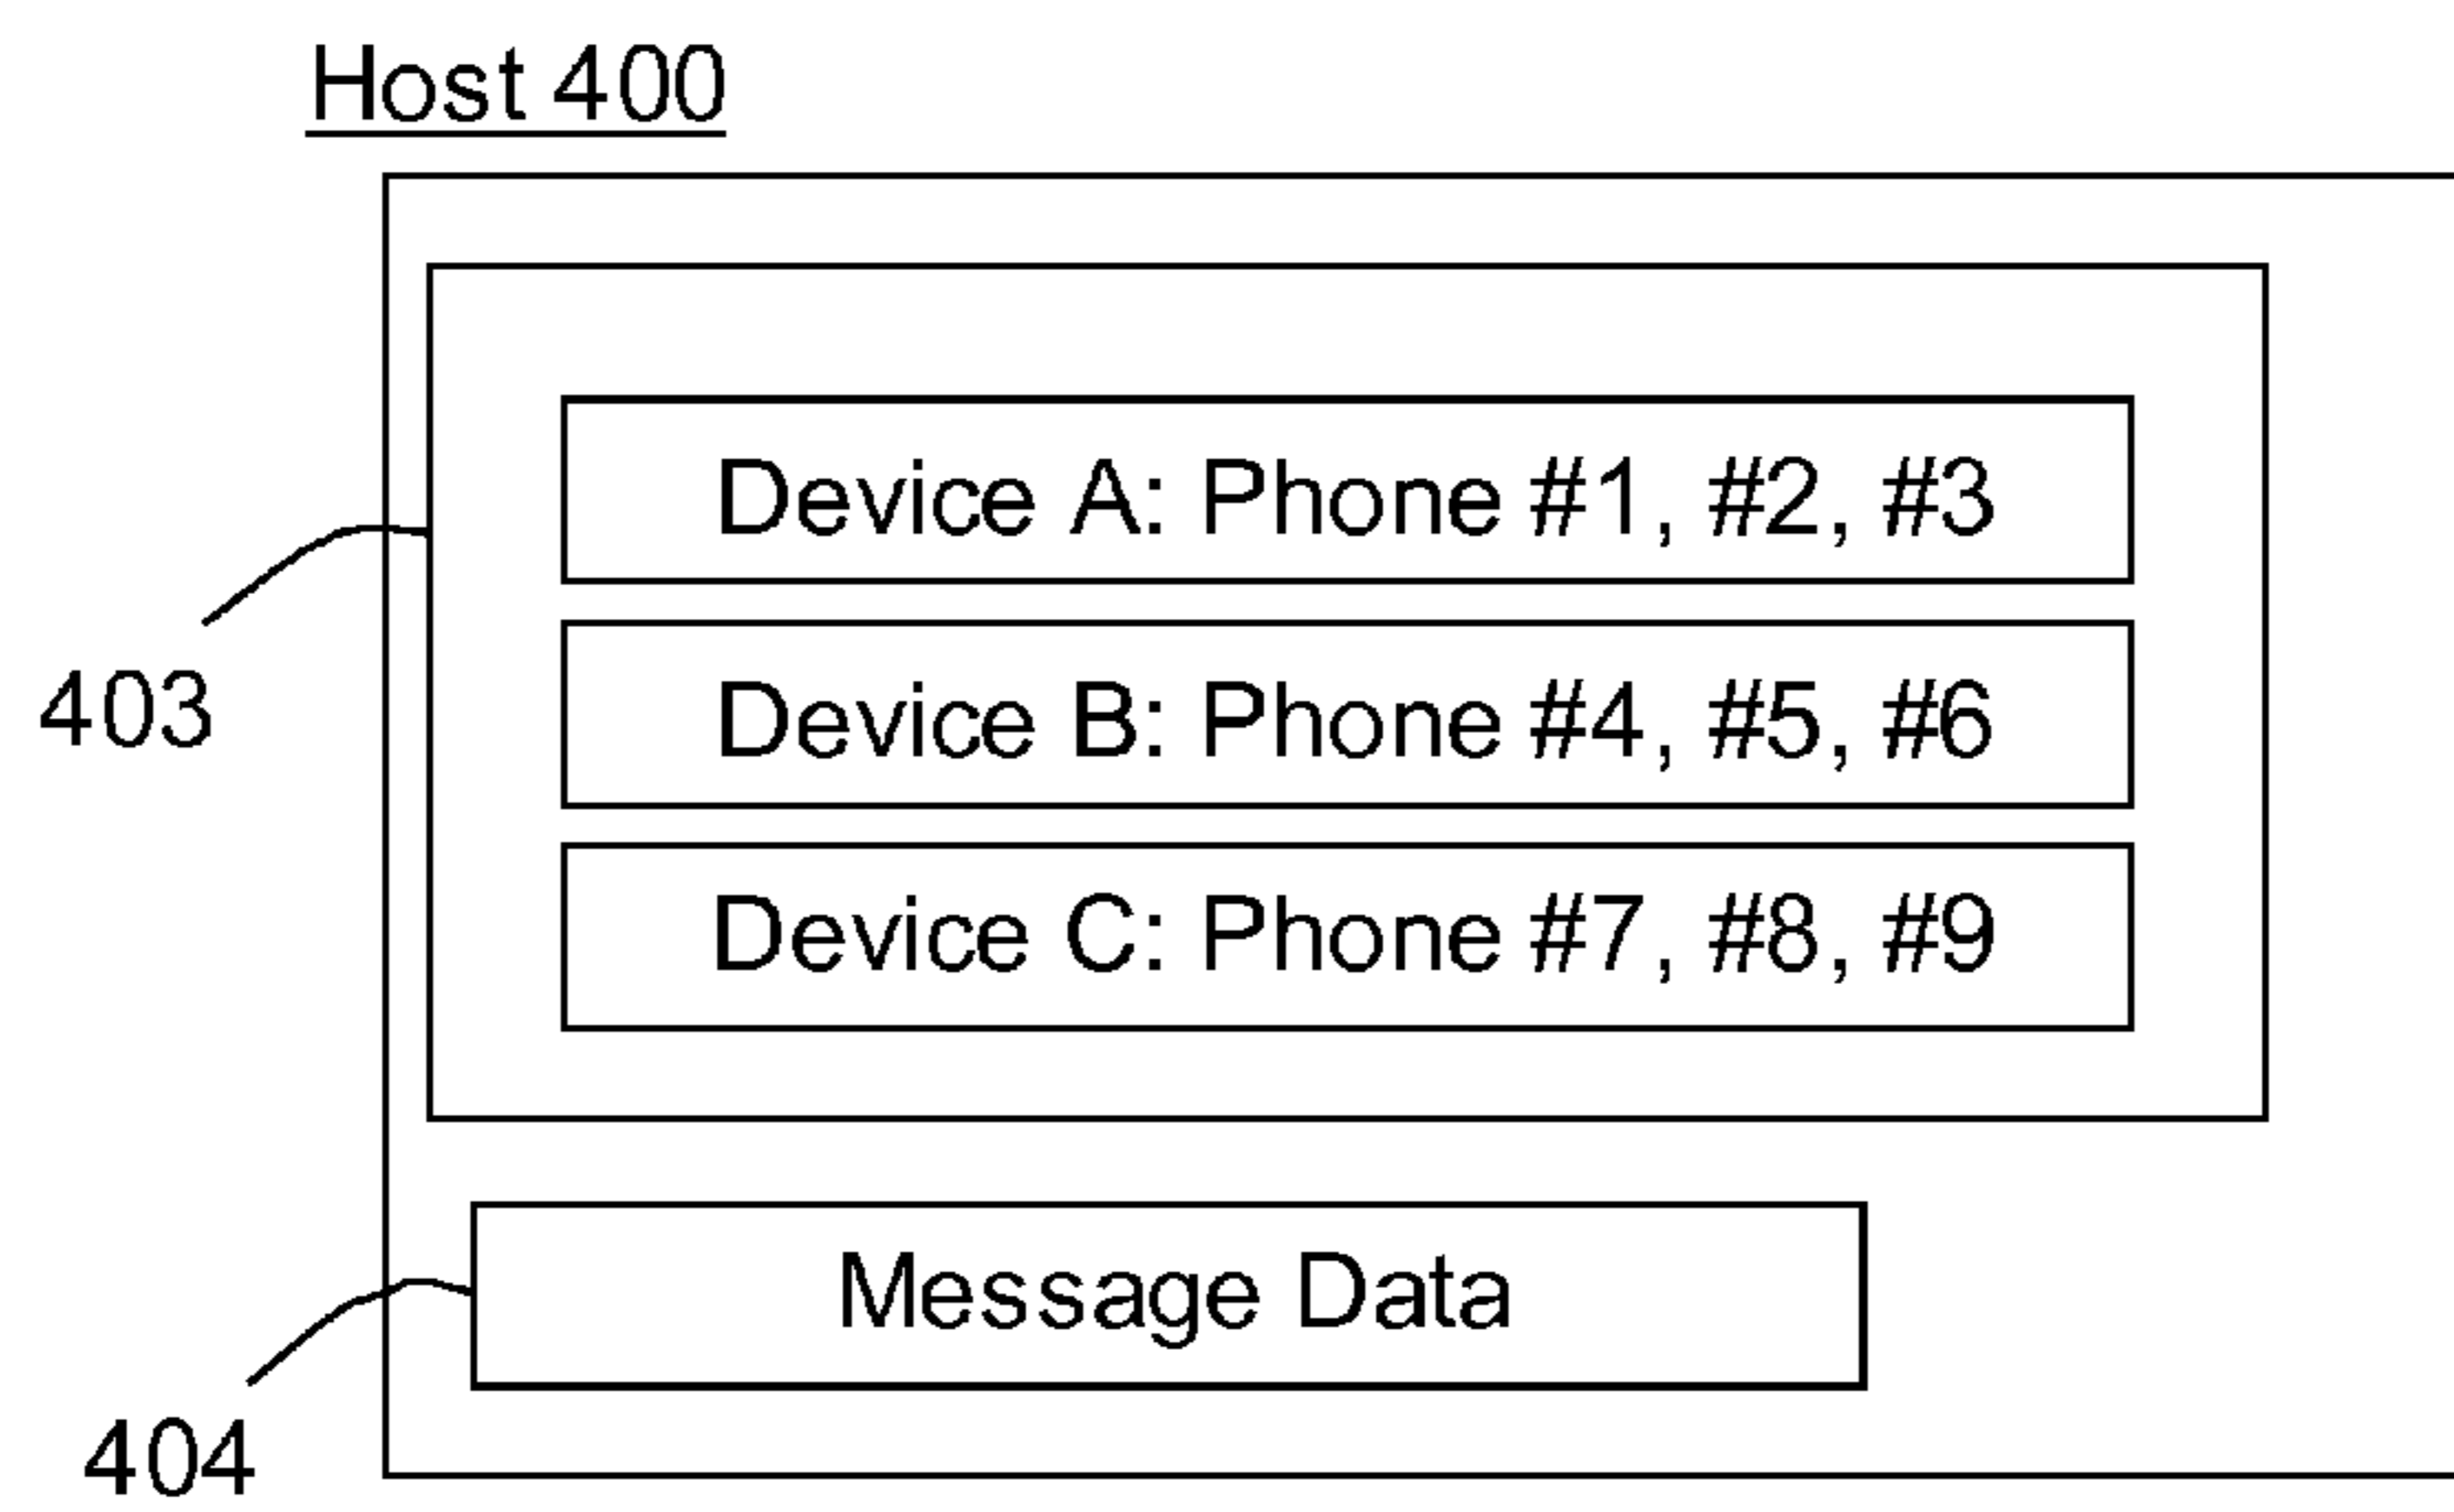 Host 400
Device A: Phone #1, #2, #3
403
Device B: Phone #4, #5, #6
Device C: Phone #7, #8, #9
Message Data
404